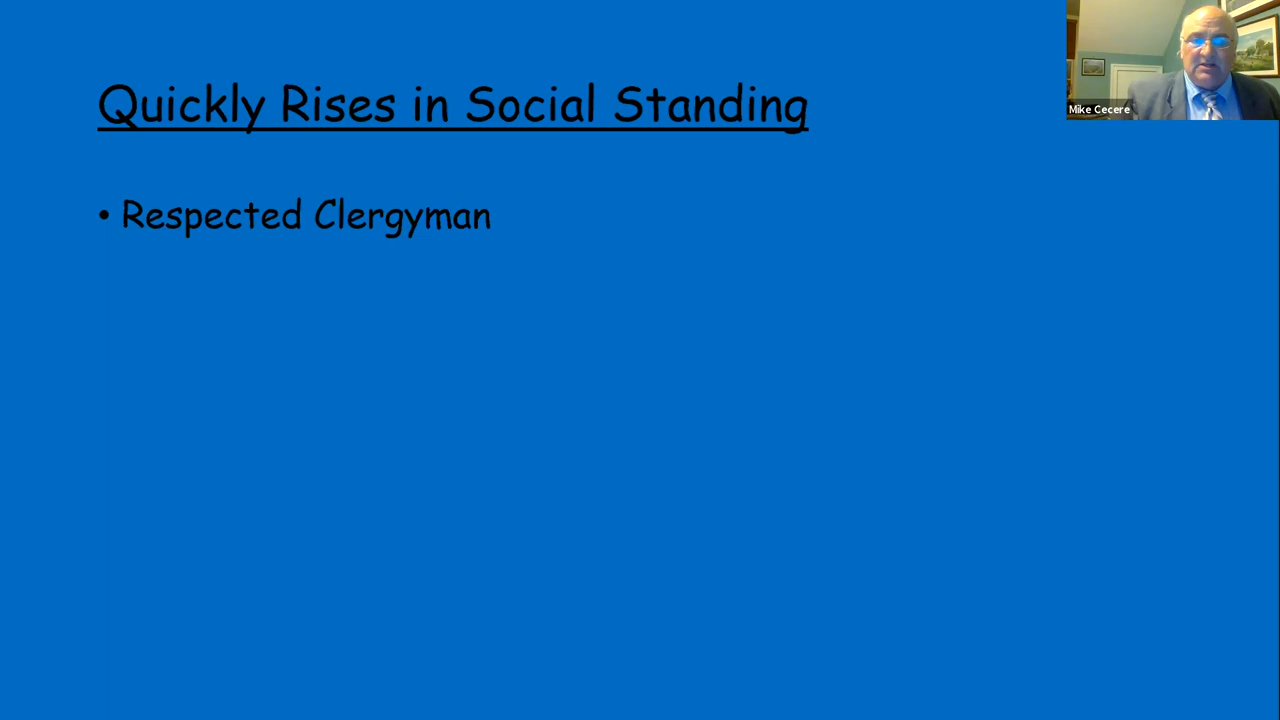 Quickly Rises in Social Standing
• Respected Clergyman
Mike Cecere